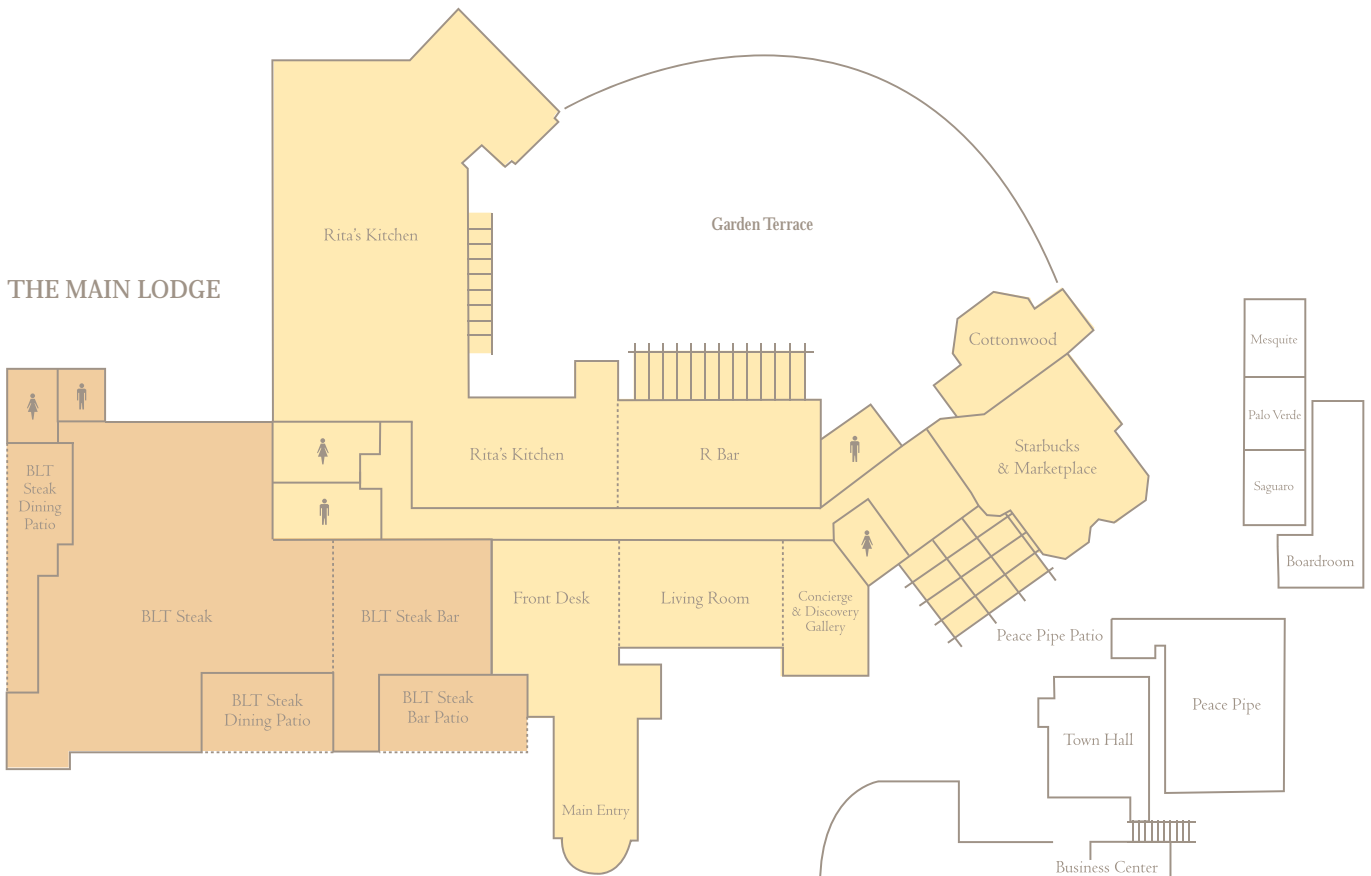 Garden Terrace
Rita's Kitchen
THE MAIN LODGE
Cottonwood
Mesquite
Palo Verde
Saguaro
Boardroom
Rita's Kitchen
R Bar
Starbucks
& Marketplace
BLT
Steak
Dining
Patio
BLT Steak
BLT Steak Bar
Front Desk
Living Room
Concierge
& Discovery
Gallery
Peace Pipe Patio
BLT Steak
Dining Patio
BLT Steak
Bar Patio
Peace Pipe
Town Hall
Main Entry
Business Center